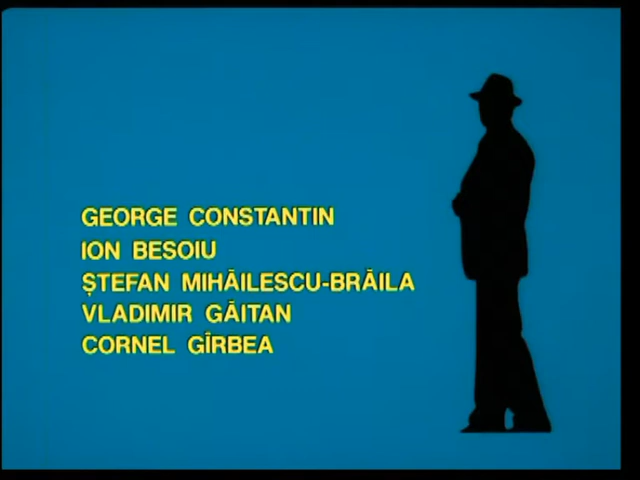 GEORGE CONSTANTIN
ION BESOIU
ȘTEFAN MIHĂILESCU-BRĂILA
VLADIMIR GĂITAN
CORNEL GÎRBEA